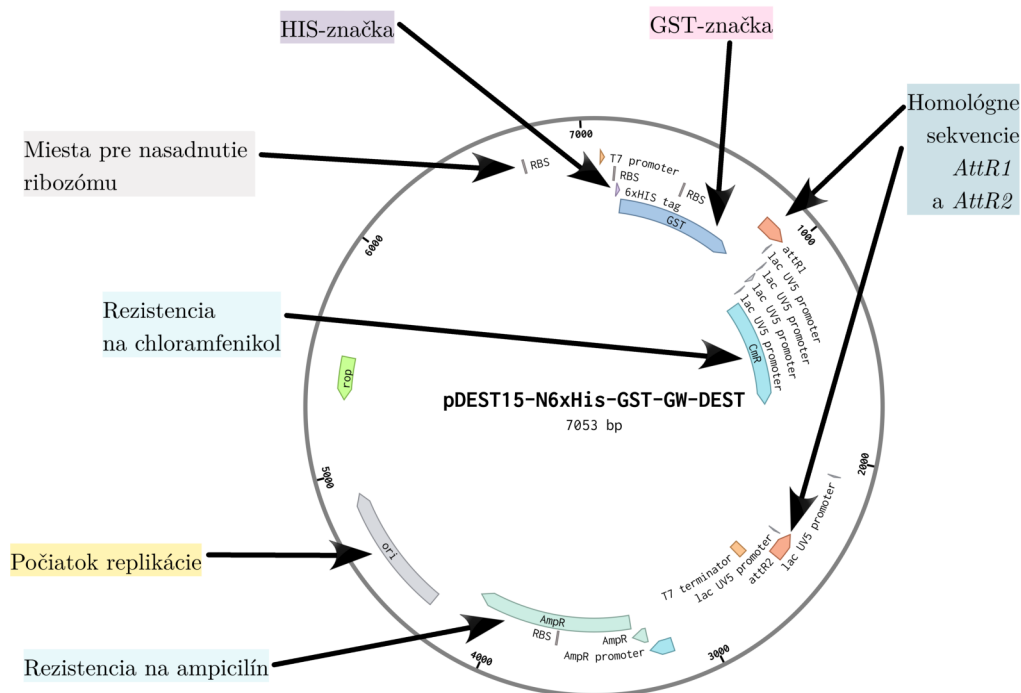 HIS-značka
GST-značka
Homológne
sekvencie
AttR1
a AttR2
Miesta pre nasadnutie
ribozómu
Rezistencia
na chloramfenikol
Počiatok replikácie
Rezistencia na ampicilín
7000
RBS
T7 promoter
RBS
RBS
6xHIS tag
GST
1000
attR1
lac UV5 promoter
lac UV5 promoter
lac UV5 promoter
lac UV5 promoter
CmR
6000
rop
pDEST15-N6xHis-GST-GW-DEST
7053 bp
5000
2000
lac UV5 promoter
attR2
lac UV5 promoter
T7 terminator
ori
AmpR
RBS
AmpR
AmpR promoter
4000
3000